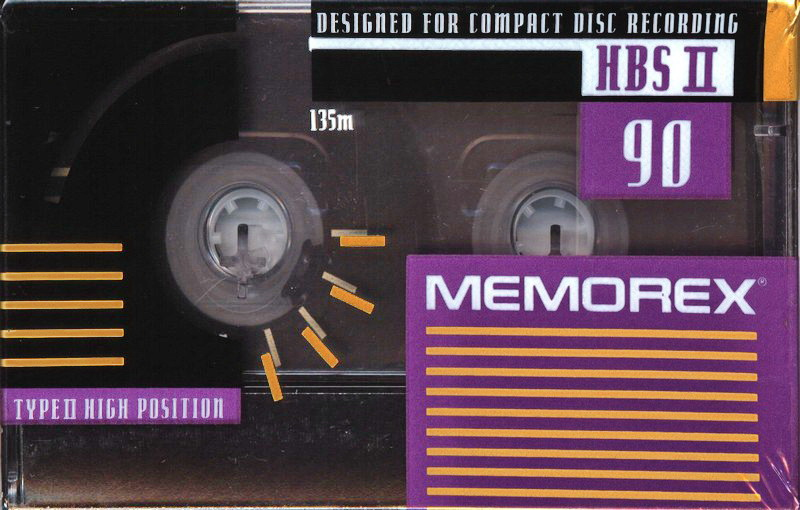 DESIGNED FOR COMPACT DISC RECORDING
HBS II
135m
90
MEMOREX®
TYPE II HIGH POSITION